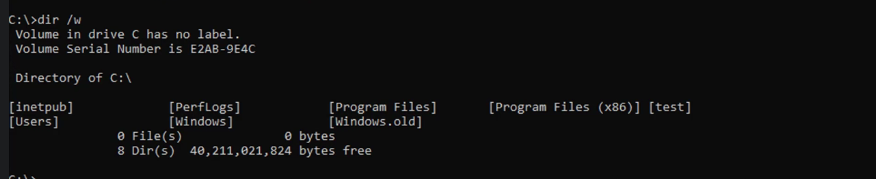 C:\>dir /w
Volume in drive C has no label.
Volume Serial Number is E2AB-9E4C
Directory of C:\
[inetpub] [PerfLogs] [Program Files] [Program Files (x86)] [test]
[Users] [Windows] [Windows.old]
0 File(s) 0 bytes
8 Dir(s) 40,211,021,824 bytes free
C:\>